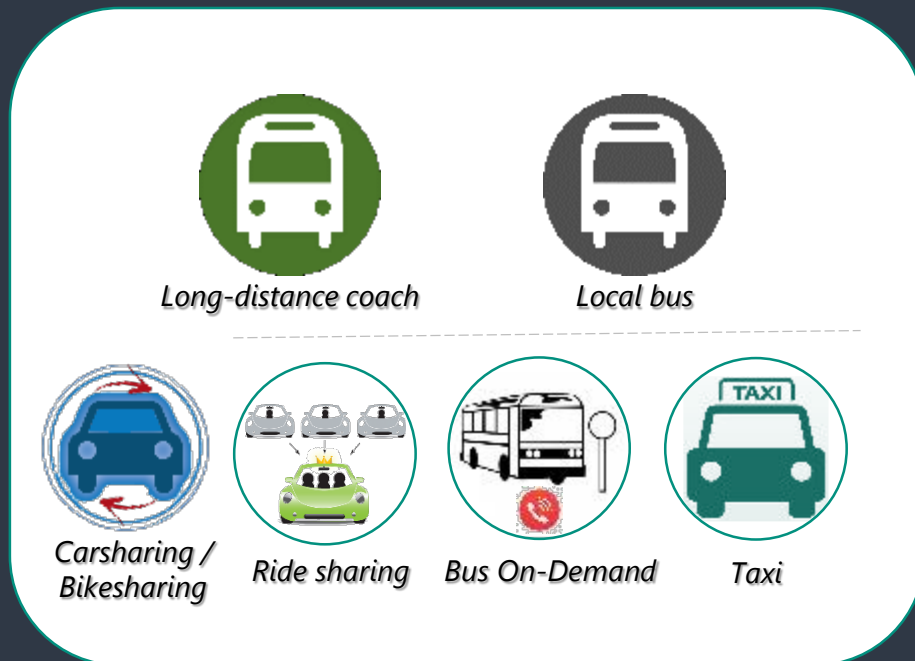 Long-distance coach
Local bus
TAXI
Carsharing /
Bikesharing
Ride sharing
Bus On-Demand
Taxi